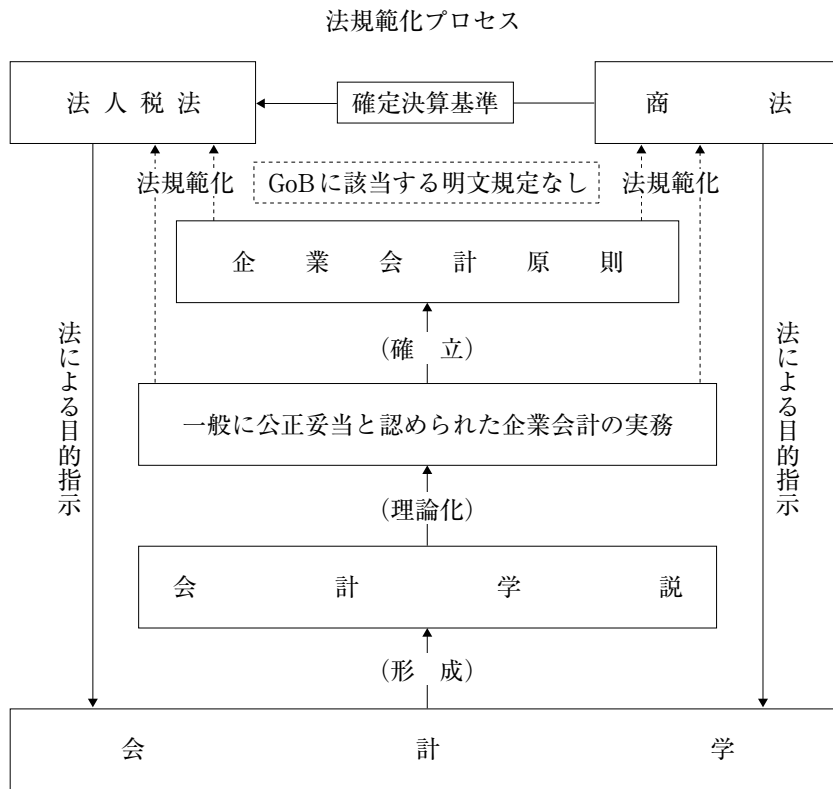 法規範化プロセス
法人税法
確定決算基準
商法
法規範化
GoBに該当する明文規定なし
法規範化
企業会計原則
（確　立）
法による目的指示
法による目的指示
一般に公正妥当と認められた企業会計の実務
（理論化）
会計学説
（形　成）
会計学